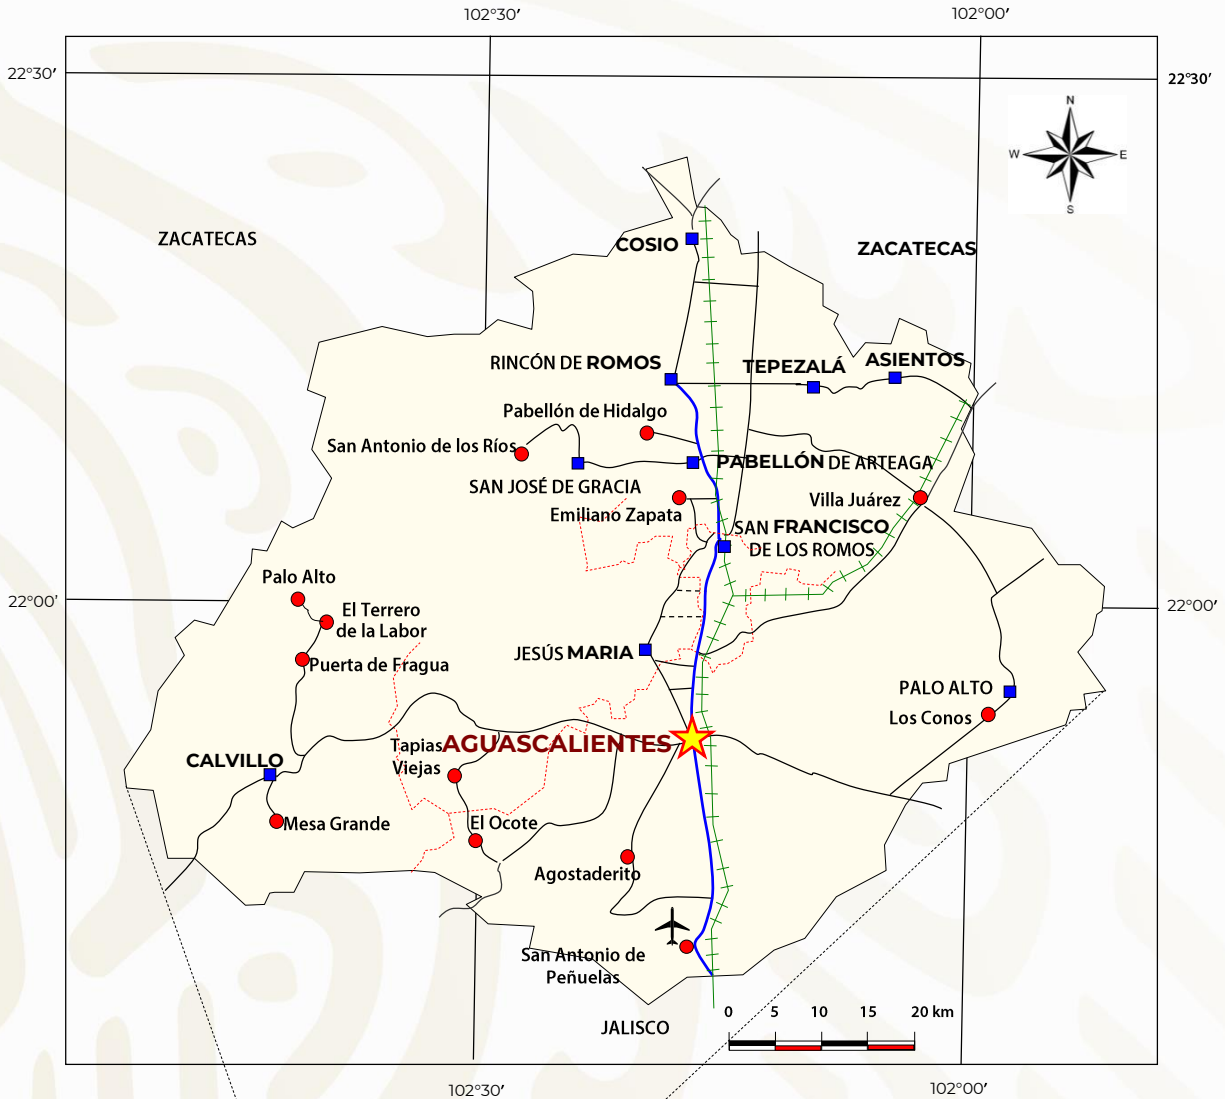 102°30′
102°00′
22°30′
22°30′
N
W
E
S
ZACATECAS
COSIO
ZACATECAS
RINCÓN DE ROMOS
TEPEZALÁ
ASIENTOS
Pabellón de Hidalgo
San Antonio de los Ríos
PABELLÓN DE ARTEAGA
SAN JOSÉ DE GRACIA
Villa Juárez
Emiliano Zapata
SAN FRANCISCO
DE LOS ROMOS
Palo Alto
22°00′
22°00′
El Terrero
de la Labor
JESÚS MARIA
Puerta de Fragua
PALO ALTO
Los Conos
Tapias
Viejas
AGUASCALIENTES
CALVILLO
Mesa Grande
El Ocote
Agostaderito
San Antonio de
Peñuelas
0 5 10 15 20 km
JALISCO
102°30′
102°00′